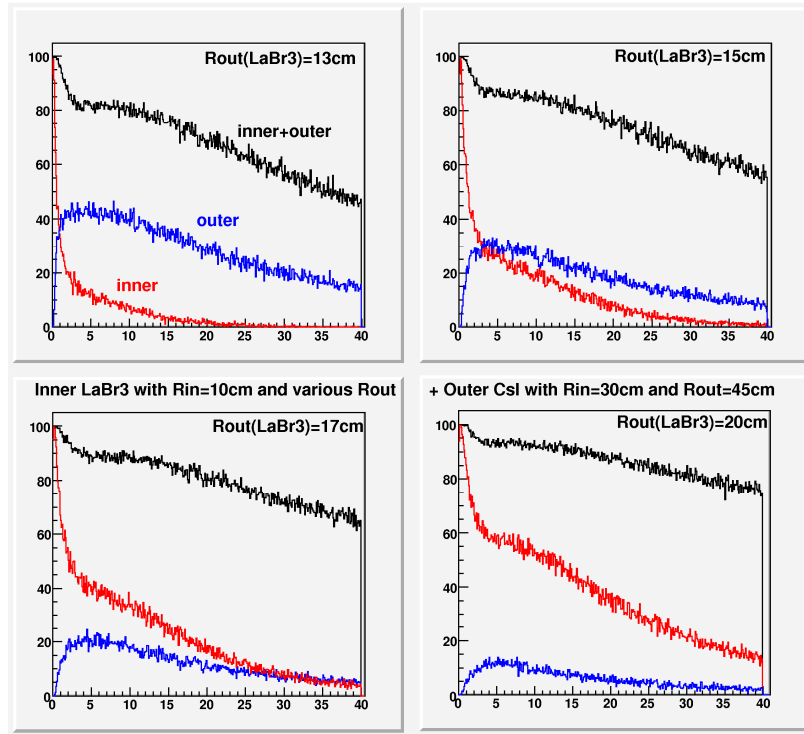 Rout(LaBr3)=13cm
100
80
60
40
20
0
inner+outer
outer
inner
0 5 10 15 20 25 30 35 40
Rout(LaBr3)=15cm
100
80
60
40
20
0
0 5 10 15 20 25 30 35 40
Inner LaBr3 with Rin=10cm and various Rout + Outer CsI with Rin=30cm and Rout=45cm
Rout(LaBr3)=17cm
100
80
60
40
20
0
0 5 10 15 20 25 30 35 40
Rout(LaBr3)=20cm
100
80
60
40
20
0
0 5 10 15 20 25 30 35 40